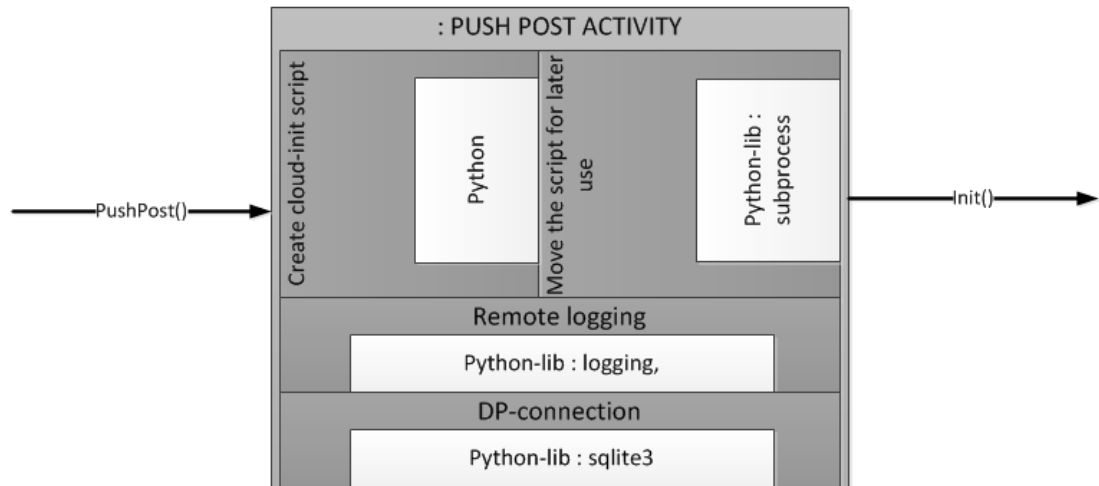 : PUSH POST ACTIVITY
Create cloud-init script
Python
Move the script for later
use
Python-lib :
subprocess
PushPost()
Init()
Remote logging
Python-lib : logging,
DP-connection
Python-lib : sqlite3